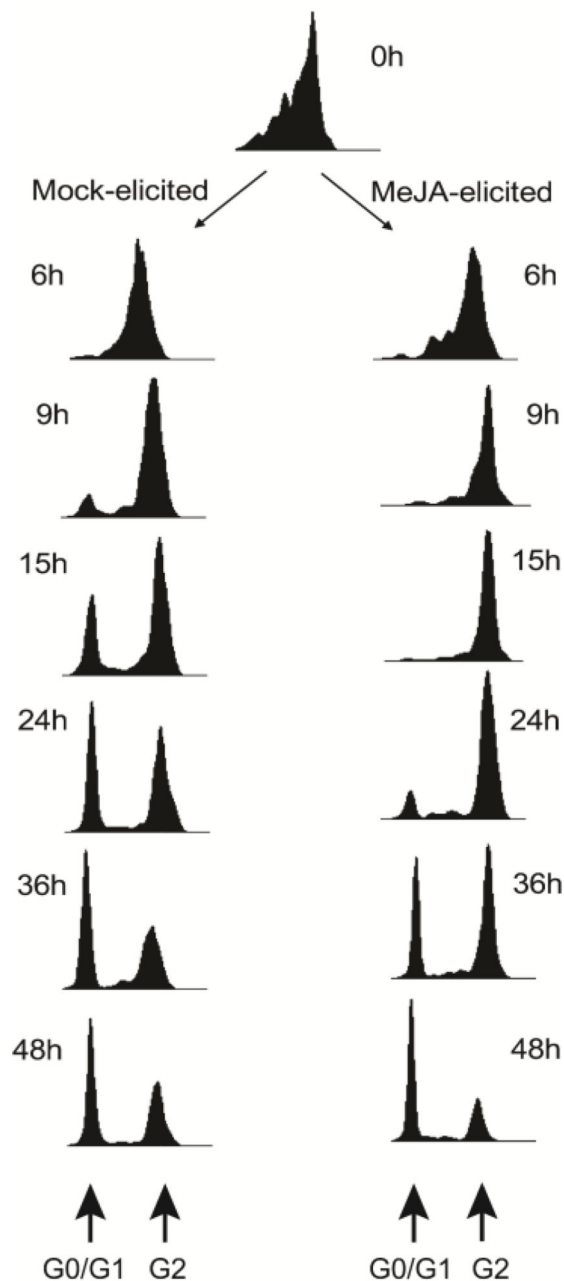 0h
Mock-elicited MeJA-elicited
6h 6h
9h 9h
15h 15h
24h 24h
36h 36h
48h 48h
G0/G1 G2 G0/G1 G2